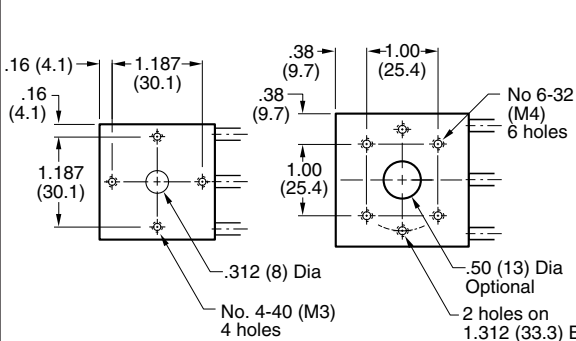 .16 (4.1)
1.187
(30.1)
.16
(4.1)
1.187
(30.1)
.312 (8) Dia
No. 4-40 (M3)
4 holes
.38
(9.7)
1.00
(25.4)
.38
(9.7)
No 6-32
(M4)
6 holes
1.00
(25.4)
.50 (13) Dia
Optional
2 holes on
1.312 (33.3)